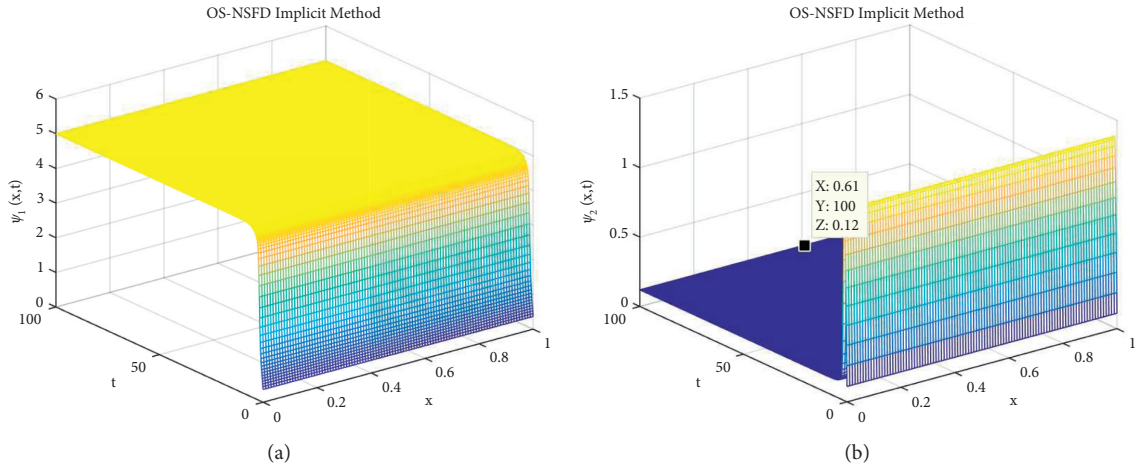 OS-NSFD Implicit Method
6
5
4
3
2
1
0
ψ₁ (x,t)
100
50
0
t
0
0.2
0.4
0.6
0.8
1
x
(a)
OS-NSFD Implicit Method
1.5
1
0.5
0
ψ₂ (x,t)
X: 0.61
Y: 100
Z: 0.12
100
50
0
t
0
0.2
0.4
0.6
0.8
1
x
(b)